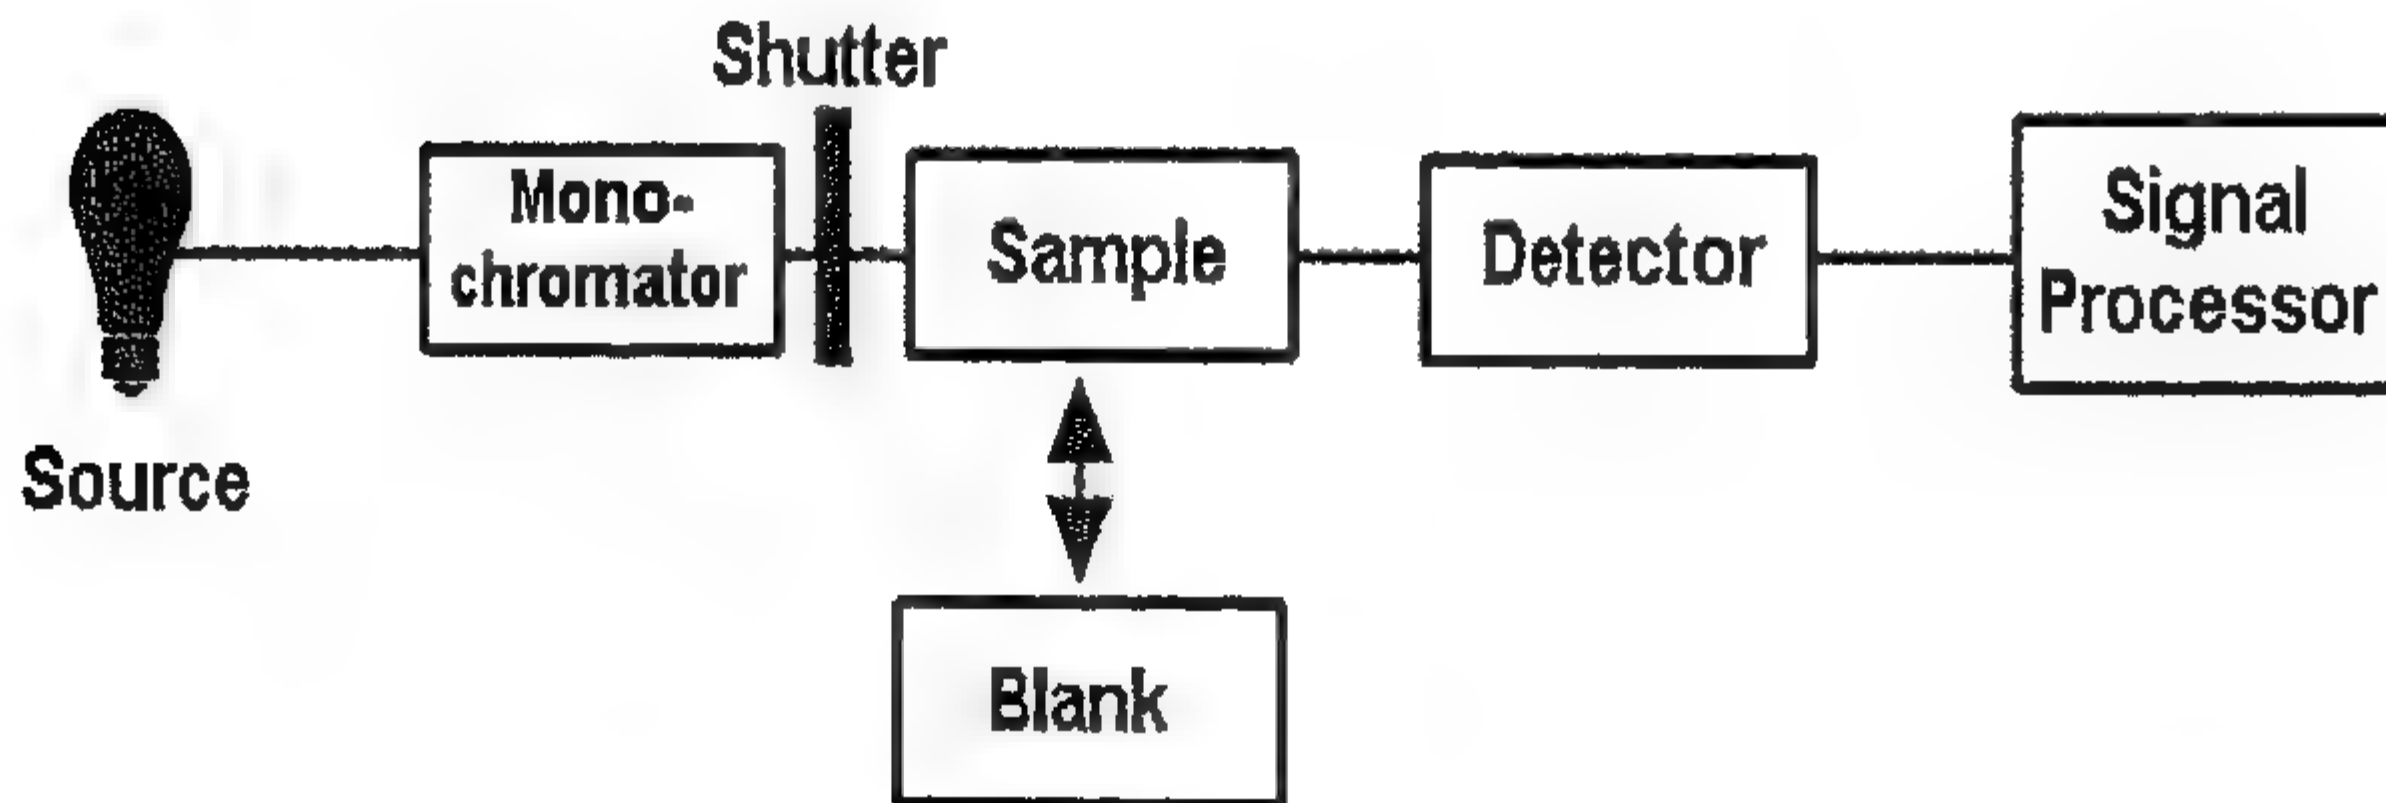 Shutter
Mono-
chromator
Sample
Detector
Signal
Processor
Source
Blank